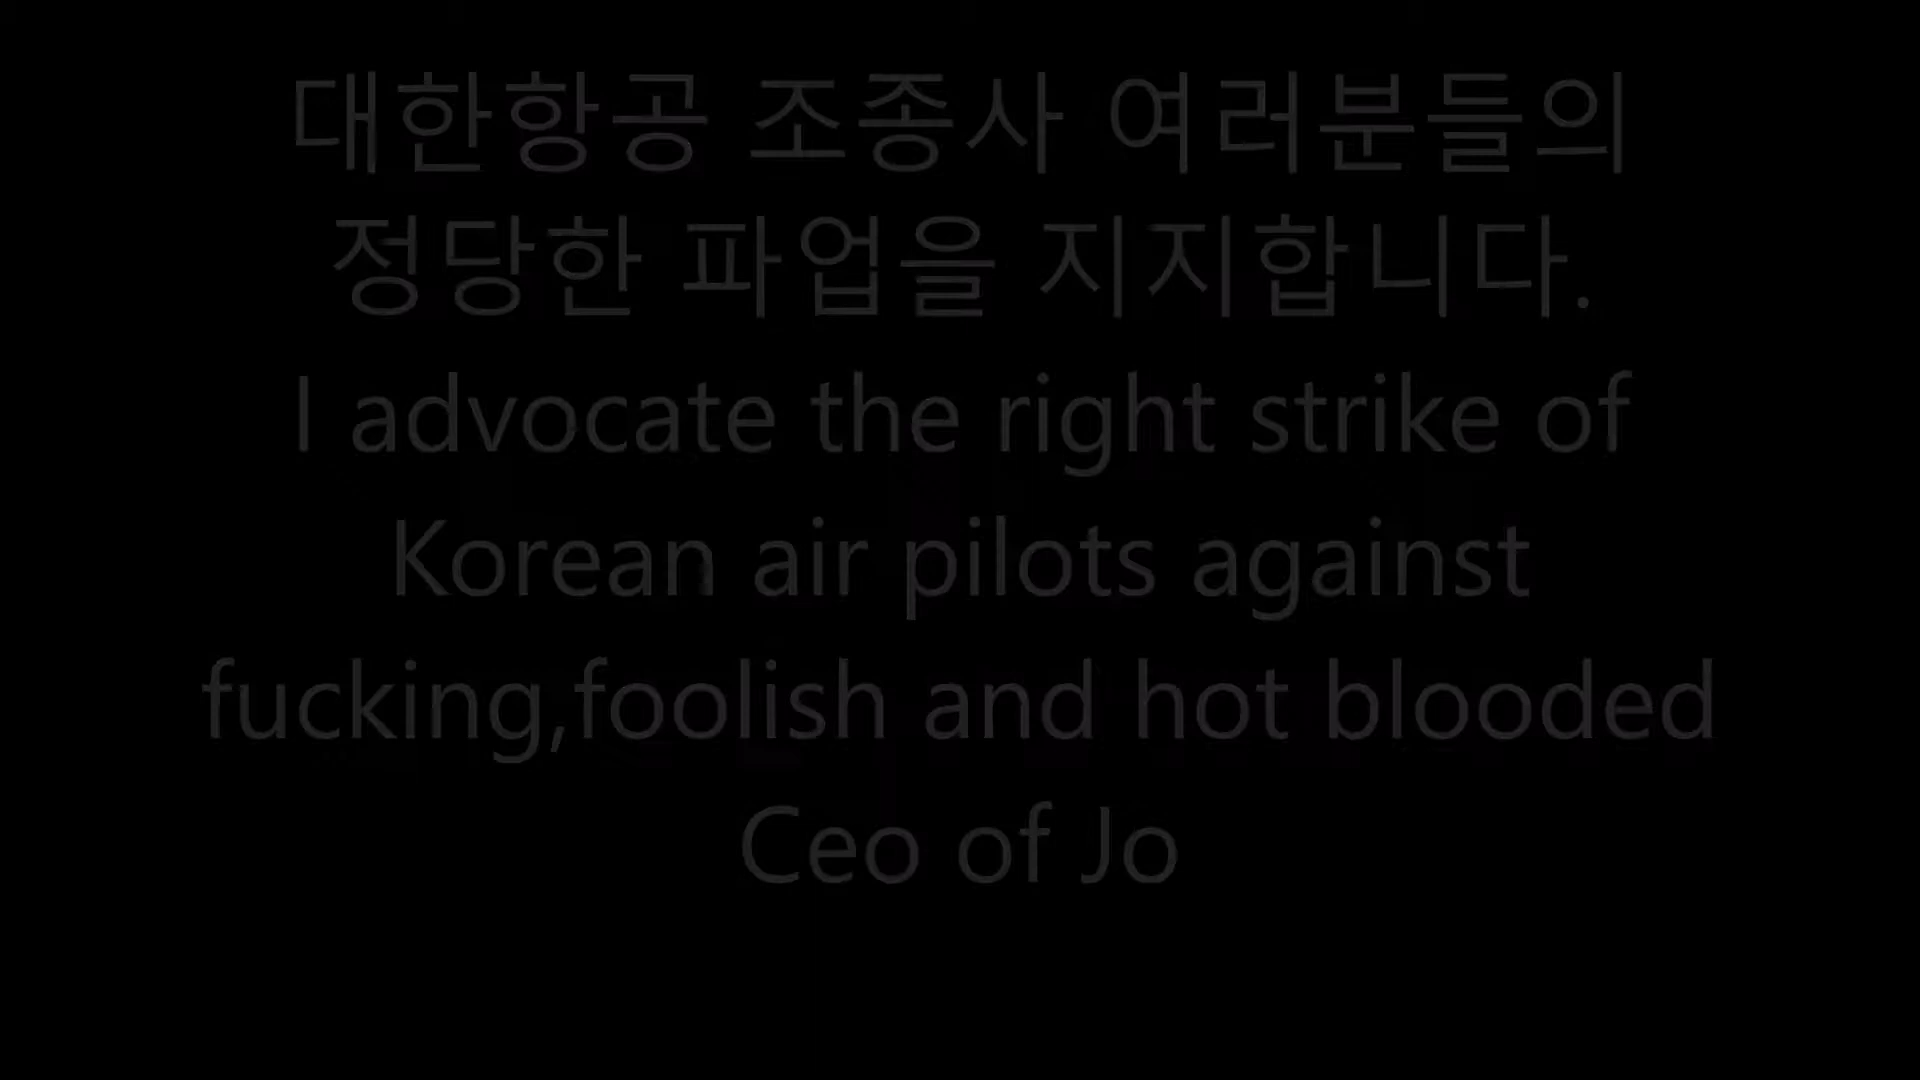 대한항공 조종사 여러분들의
정당한 파업을 지지합니다.
I advocate the right strike of
Korean air pilots against
fucking,foolish and hot blooded
Ceo of Jo